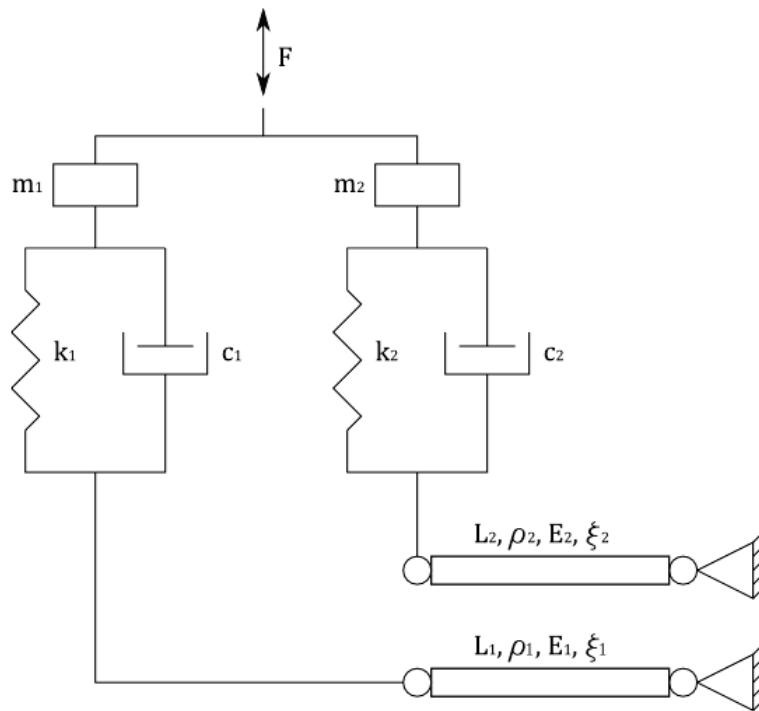 F
m₁
m₂
k₁
c₁
k₂
c₂
L₂, ρ₂, E₂, ξ₂
L₁, ρ₁, E₁, ξ₁